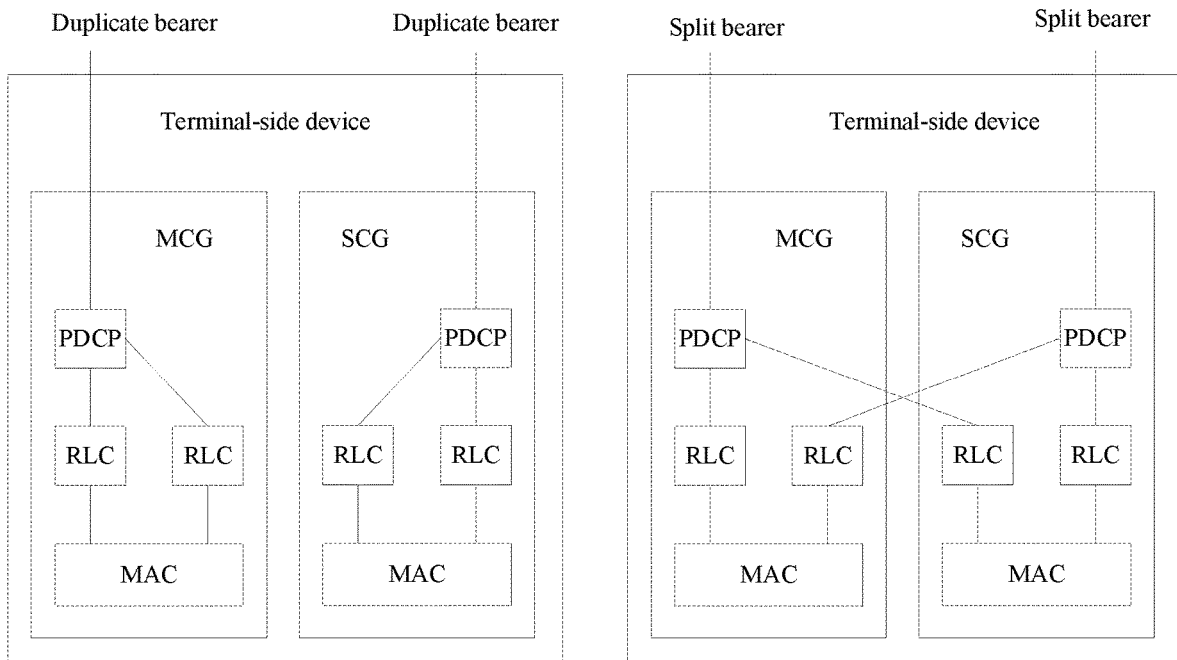 Duplicate bearer Duplicate bearer Split bearer Split bearer
Terminal-side device Terminal-side device
MCG SCG MCG SCG
PDCP PDCP PDCP PDCP
RLC RLC RLC RLC RLC RLC RLC RLC
MAC MAC MAC MAC